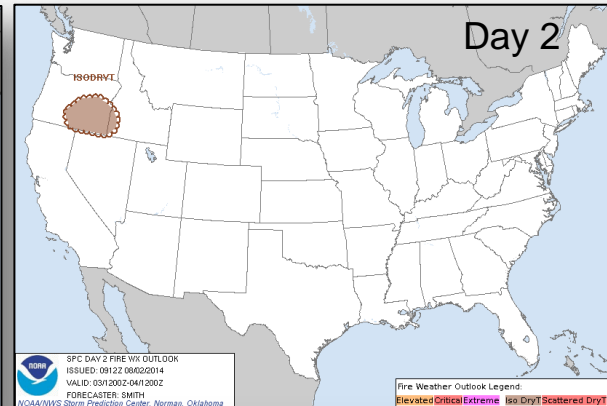 Day 2
ISODRYT
NOAA
SPC DAY 2 FIRE WX OUTLOOK
ISSUED: 0912Z 08/02/2014
VALID: 03/1200Z-04/1200Z
FORECASTER: SMITH
NOAA/NWS Storm Prediction Center, Norman, Oklahoma
Fire Weather Outlook Legend:
Elevated Critical Extreme Iso DryT Scattered DryT